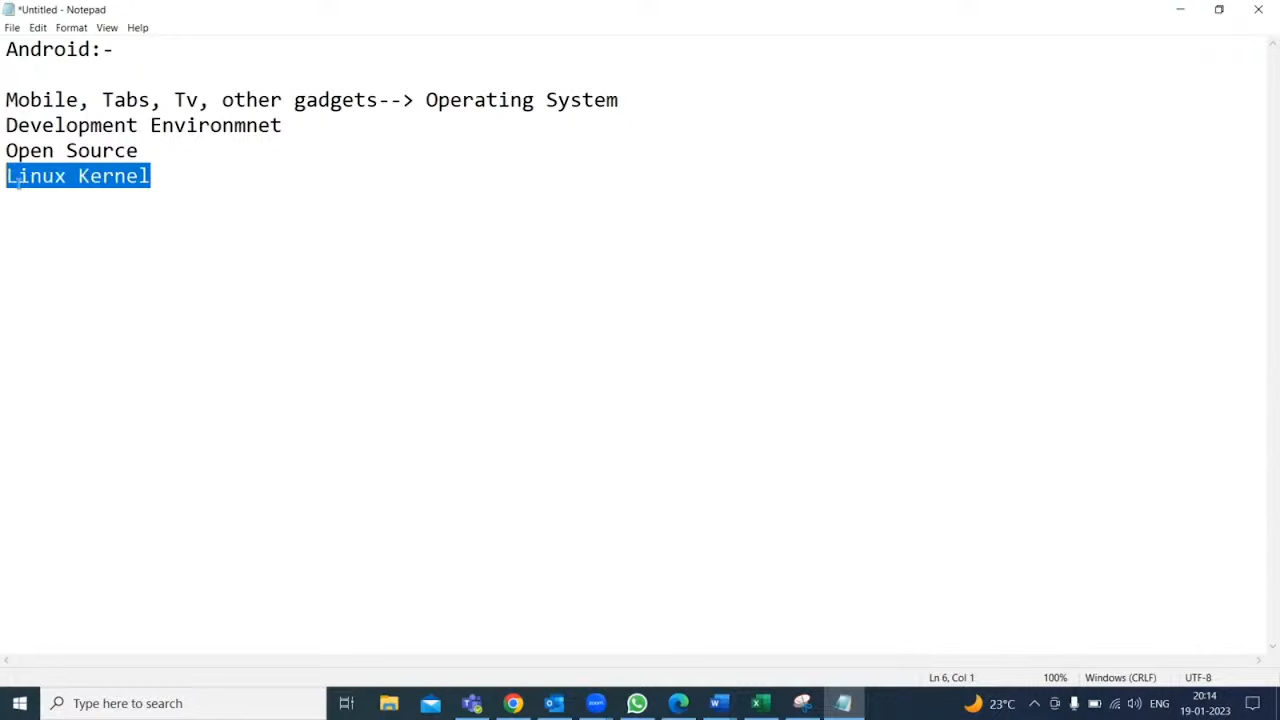 *Untitled - Notepad
File Edit Format View Help
Android:-
Mobile, Tabs, Tv, other gadgets--> Operating System
Development Environmnet
Open Source
Linux Kernel
Ln 6, Col 1 100% Windows (CRLF) UTF-8
Type here to search 23°C ENG 20:14
19-01-2023